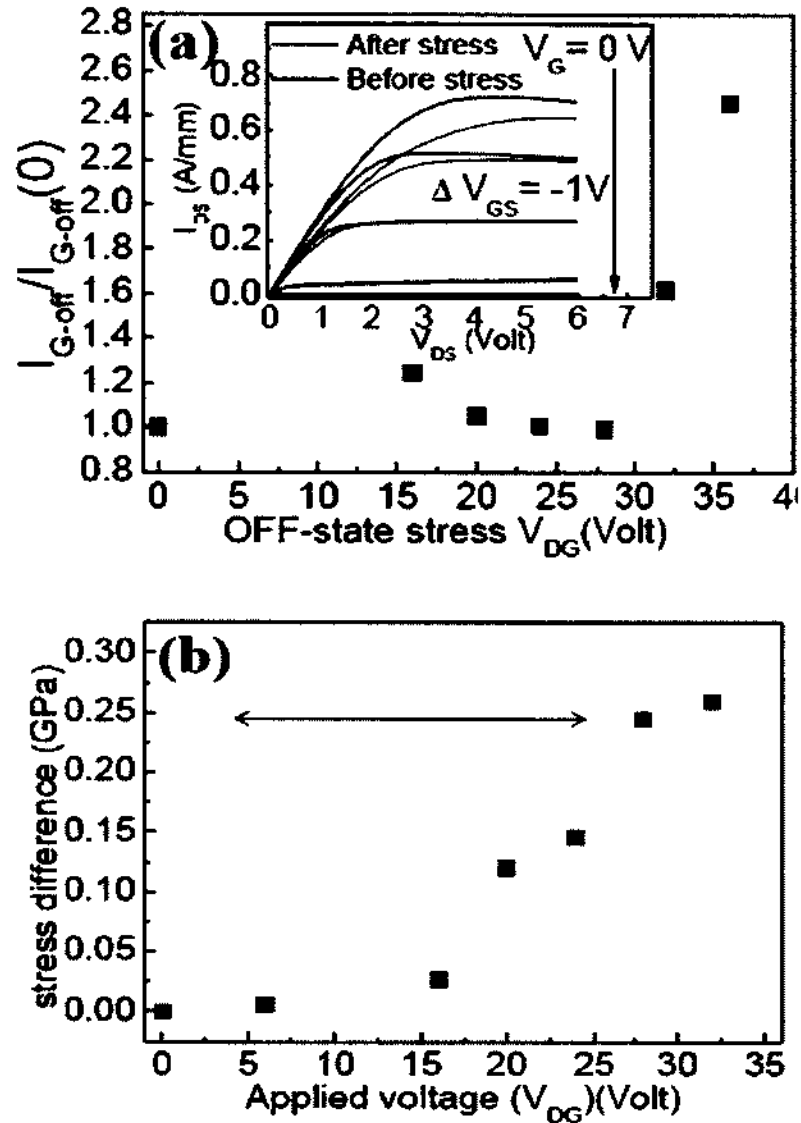 (a)
After stress
Before stress
V_G = 0 V
Δ V_GS = -1V
0.8
0.6
0.4
0.2
0.0
I_DS (A/mm)
0 1 2 3 4 5 6 7
V_DS (Volt)
2.8
2.6
2.4
2.2
2.0
1.8
1.6
1.4
1.2
1.0
0.8
I_G-off/I_G-off(0)
0 5 10 15 20 25 30 35
OFF-state stress V_DG(Volt)
(b)
0.30
0.25
0.20
0.15
0.10
0.05
0.00
stress difference (GPa)
0 5 10 15 20 25 30 35
Applied voltage (V_DG)(Volt)